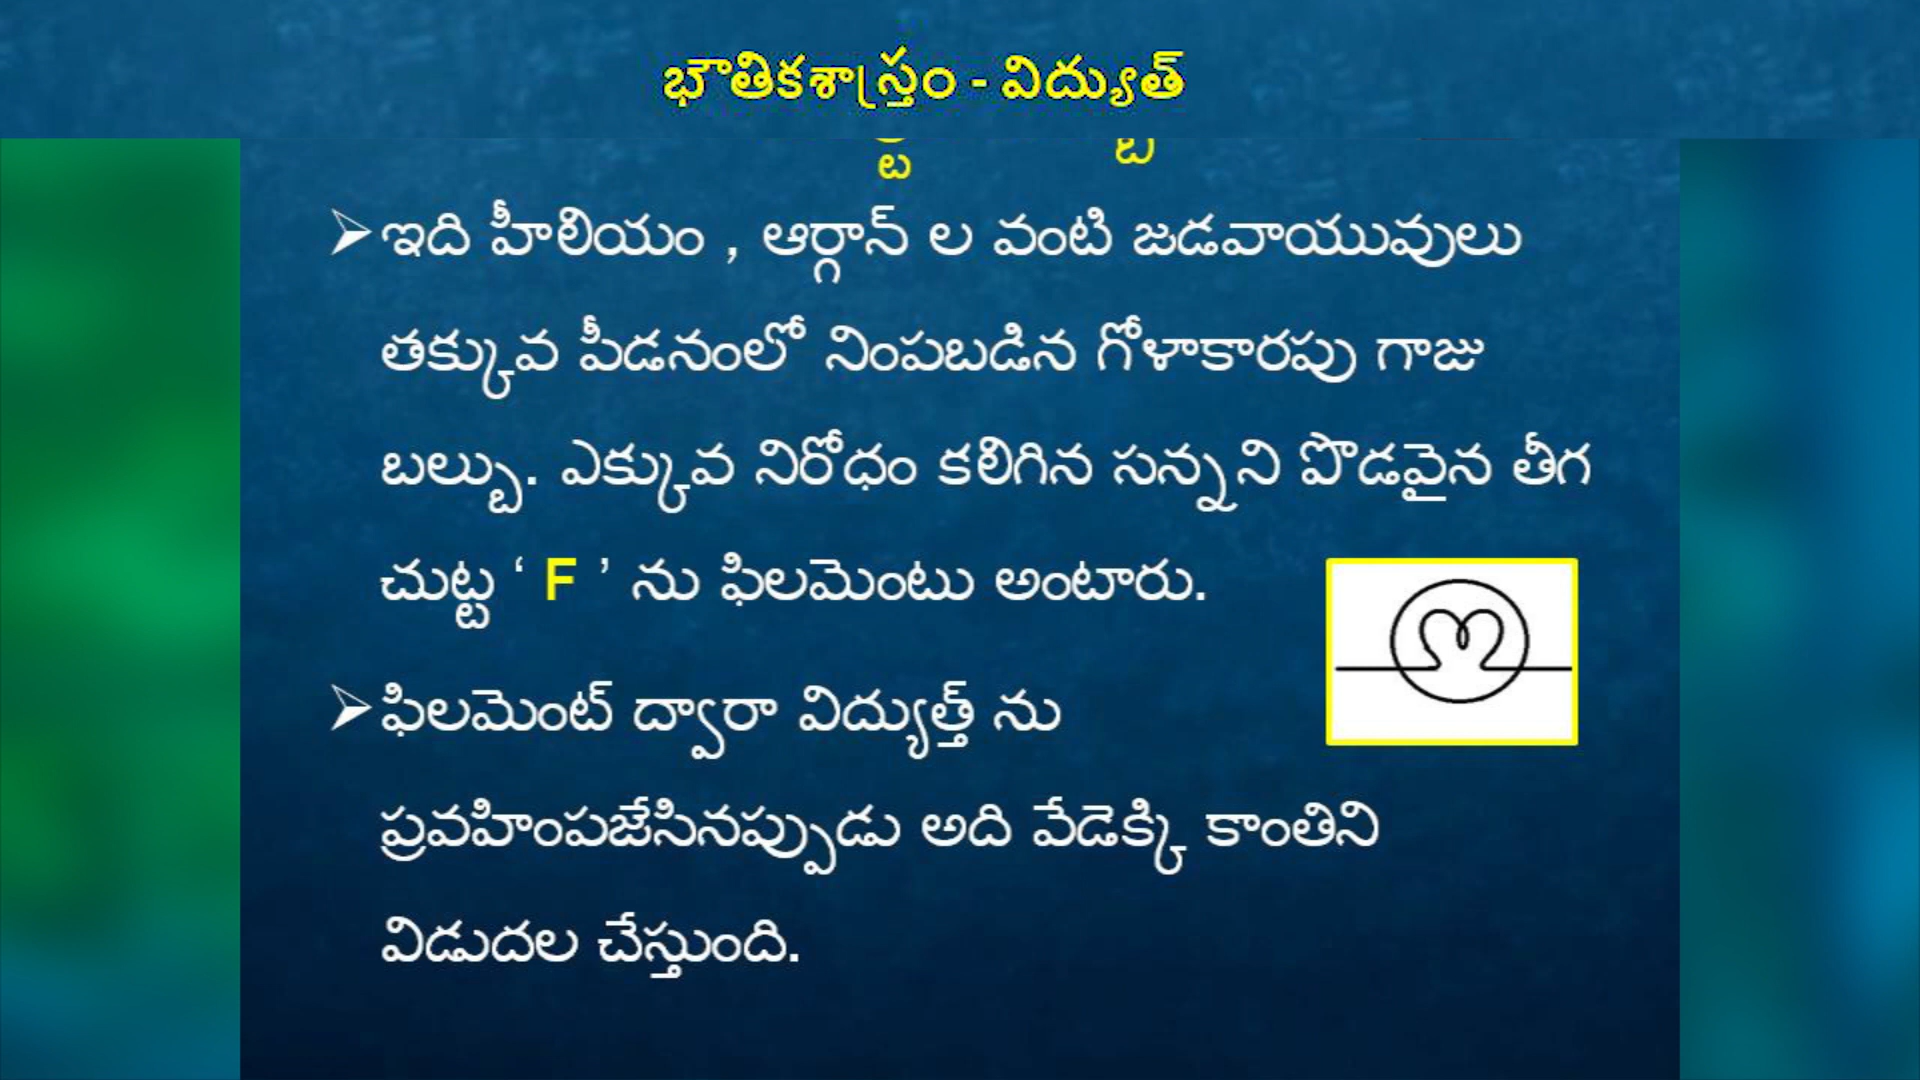 భౌతికశాస్త్రం - విద్యుత్
ఇది హీలియం , ఆర్గాన్ ల వంటి జడవాయువులు
తక్కువ పీడనంలో నింపబడిన గోళాకారపు గాజు
బల్బు. ఎక్కువ నిరోధం కలిగిన సన్నని పొడవైన తీగ
చుట్ట ‘ F ’ ను ఫిలమెంటు అంటారు.
ఫిలమెంట్ ద్వారా విద్యుత్త్ ను
ప్రవహింపజేసినప్పుడు అది వేడెక్కి కాంతిని
విడుదల చేస్తుంది.